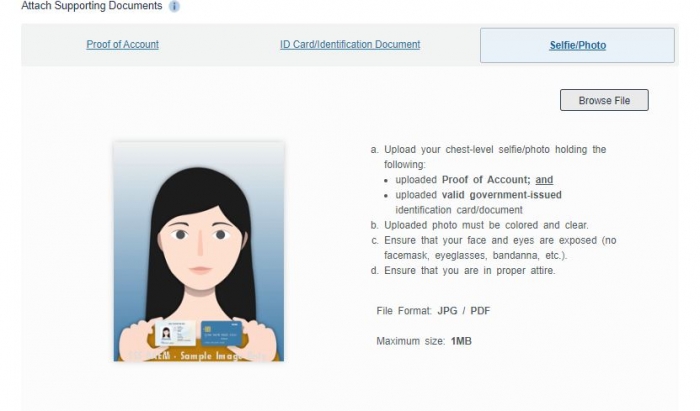 Attach Supporting Documents i
Proof of Account
ID Card/Identification Document
Selfie/Photo
Browse File
a. Upload your chest-level selfie/photo holding the
following:
• uploaded Proof of Account; and
• uploaded valid government-issued
identification card/document
b. Uploaded photo must be colored and clear.
c. Ensure that your face and eyes are exposed (no
facemask, eyeglasses, bandanna, etc.).
d. Ensure that you are in proper attire.
File Format: JPG / PDF
Maximum size: 1MB
Sample